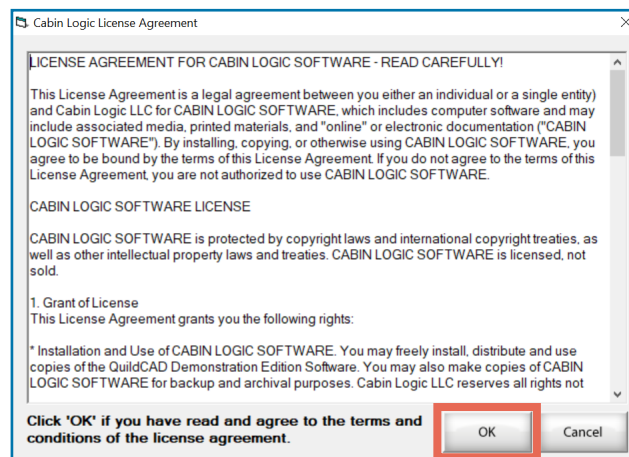 Cabin Logic License Agreement
LICENSE AGREEMENT FOR CABIN LOGIC SOFTWARE - READ CAREFULLY!
This License Agreement is a legal agreement between you either an individual or a single entity)
and Cabin Logic LLC for CABIN LOGIC SOFTWARE, which includes computer software and may
include associated media, printed materials, and "online" or electronic documentation ("CABIN
LOGIC SOFTWARE"). By installing, copying, or otherwise using CABIN LOGIC SOFTWARE, you
agree to be bound by the terms of this License Agreement. If you do not agree to the terms of this
License Agreement, you are not authorized to use CABIN LOGIC SOFTWARE.
CABIN LOGIC SOFTWARE LICENSE
CABIN LOGIC SOFTWARE is protected by copyright laws and international copyright treaties, as
well as other intellectual property laws and treaties. CABIN LOGIC SOFTWARE is licensed, not
sold.
1. Grant of License
This License Agreement grants you the following rights:
* Installation and Use of CABIN LOGIC SOFTWARE. You may freely install, distribute and use
copies of the QuildCAD Demonstration Edition Software. You may also make copies of CABIN
LOGIC SOFTWARE for backup and archival purposes. Cabin Logic LLC reserves all rights not
Click 'OK' if you have read and agree to the terms and
conditions of the license agreement.
OK
Cancel